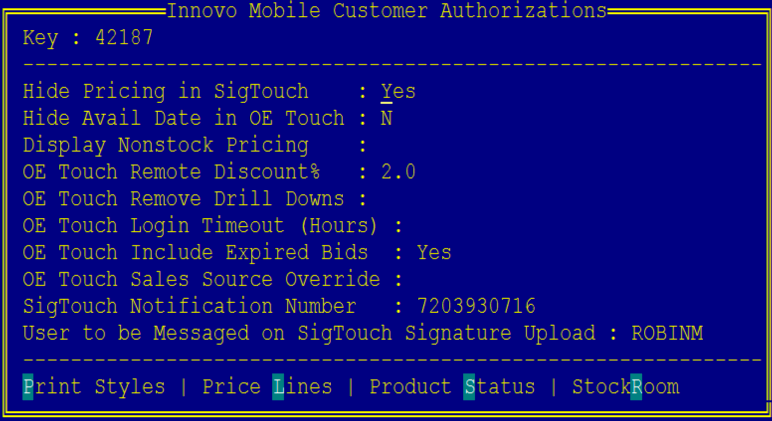 Innovo Mobile Customer Authorizations
Key : 42187
Hide Pricing in SigTouch : Yes
Hide Avail Date in OE Touch : N
Display Nonstock Pricing :
OE Touch Remote Discount% : 2.0
OE Touch Remove Drill Downs :
OE Touch Login Timeout (Hours) :
OE Touch Include Expired Bids : Yes
OE Touch Sales Source Override :
SigTouch Notification Number : 7203930716
User to be Messaged on SigTouch Signature Upload : ROBINM
Print Styles | Price Lines | Product Status | StockRoom